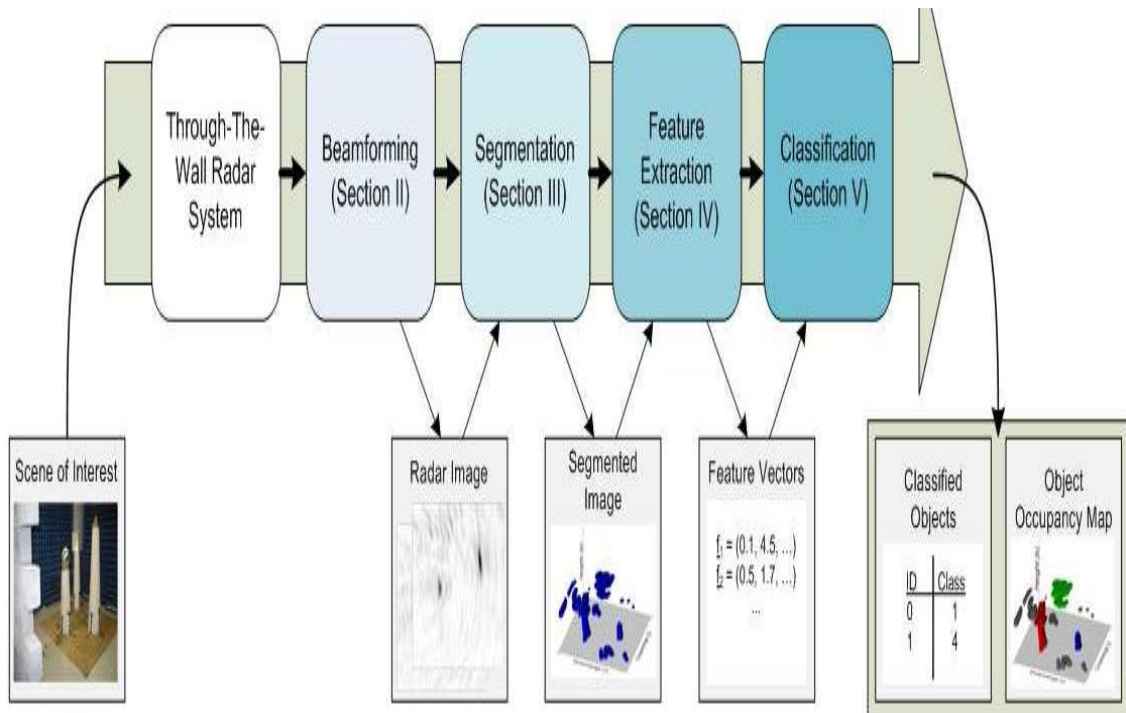 Through-The-
Wall Radar
System
Beamforming
(Section II)
Segmentation
(Section III)
Feature
Extraction
(Section IV)
Classification
(Section V)
Scene of Interest
Radar Image
Segmented
Image
Feature Vectors
f1 = (0.1, 4.5, ...)
f2 = (0.5, 1.7, ...)
...
Classified
Objects
ID Class
0 1
1 4
Object
Occupancy Map